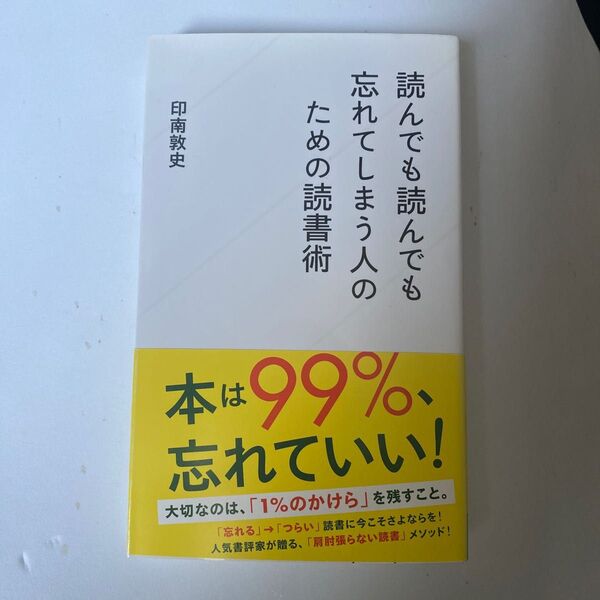 読んでも読んでも
忘れてしまう人の
ための読書術
印南敦史
本は99%、
忘れていい!
大切なのは、「1%のかけら」を残すこと。
「忘れる」→「つらい」読書に今こそさよならを!
人気書評家が贈る、「肩肘張らない読書」メソッド!